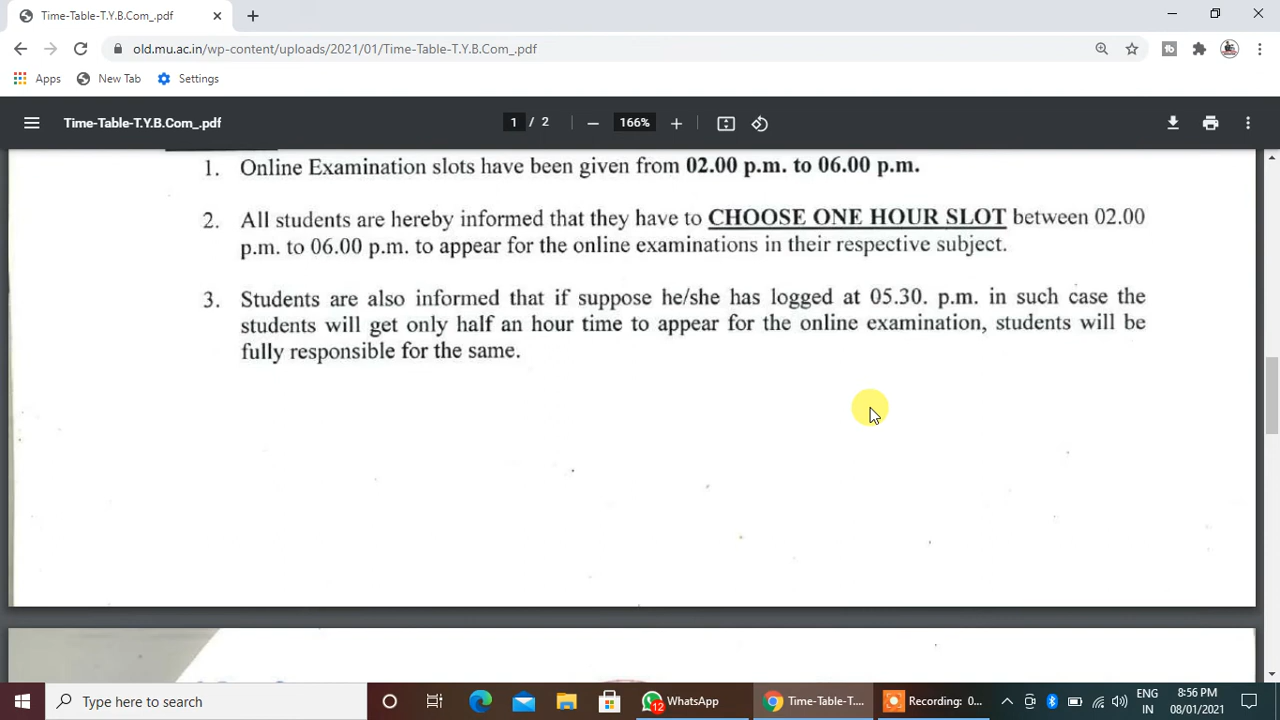 Time-Table-T.Y.B.Com_.pdf
old.mu.ac.in/wp-content/uploads/2021/01/Time-Table-T.Y.B.Com_.pdf
Apps New Tab Settings
Time-Table-T.Y.B.Com_.pdf 1 / 2 166%
1. Online Examination slots have been given from 02.00 p.m. to 06.00 p.m.
2. All students are hereby informed that they have to CHOOSE ONE HOUR SLOT between 02.00
p.m. to 06.00 p.m. to appear for the online examinations in their respective subject.
3. Students are also informed that if suppose he/she has logged at 05.30. p.m. in such case the
students will get only half an hour time to appear for the online examination, students will be
fully responsible for the same.
Type here to search
12 WhatsApp
Time-Table-T....
Recording: 0...
ENG
IN
8:56 PM
08/01/2021